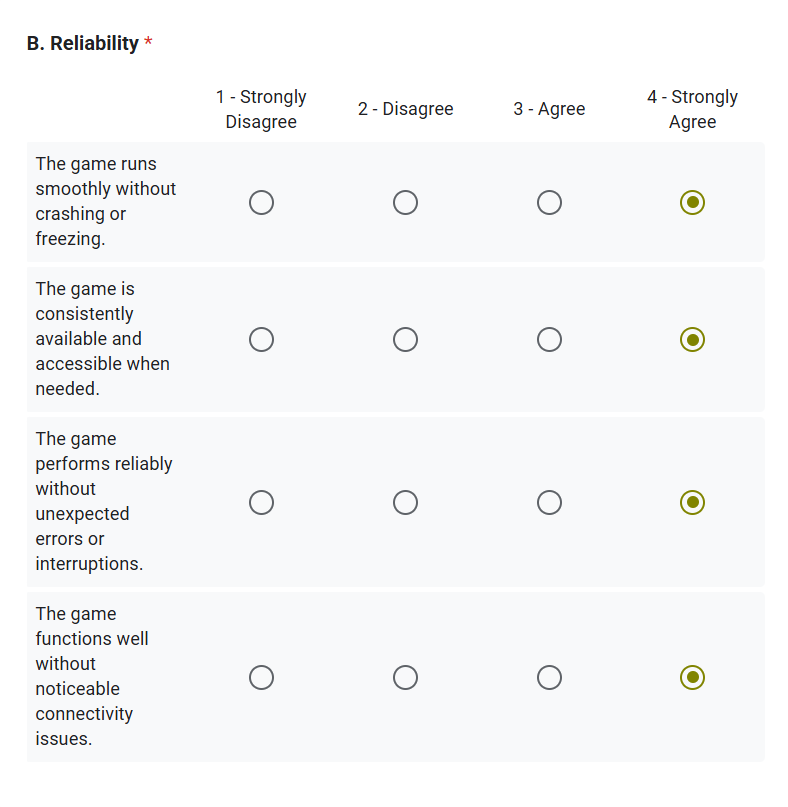 B. Reliability *
1 - Strongly
Disagree
2 - Disagree
3 - Agree
4 - Strongly
Agree
The game runs
smoothly without
crashing or
freezing.
The game is
consistently
available and
accessible when
needed.
The game
performs reliably
without
unexpected
errors or
interruptions.
The game
functions well
without
noticeable
connectivity
issues.